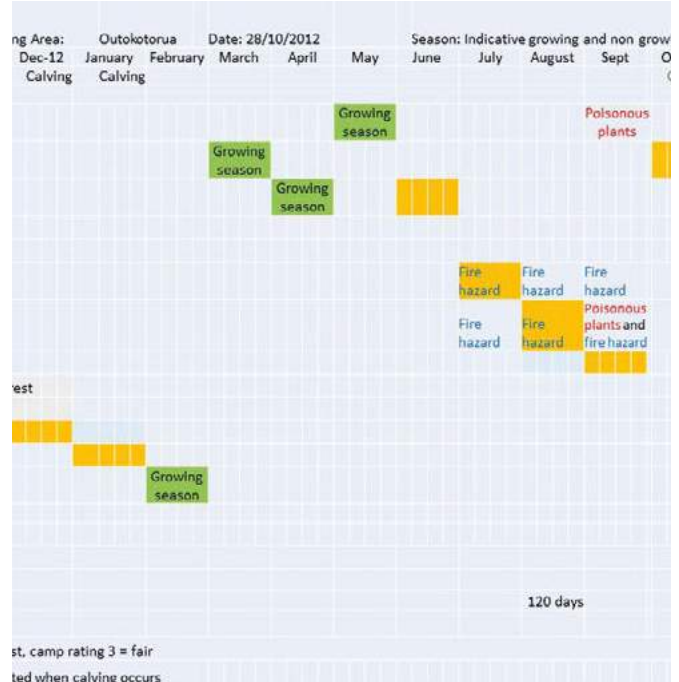 ng Area: Outokotorua Date: 28/10/2012 Season: Indicative growing and non grow
Dec-12 January February March April May June July August Sept O
Calving Calving
Growing season
Poisonous plants
Growing season
Growing season
Fire hazard
Fire hazard
Fire hazard
Fire hazard
Fire hazard
Poisonous plants and fire hazard
rest
Growing season
120 days
st, camp rating 3 = fair
ted when calving occurs